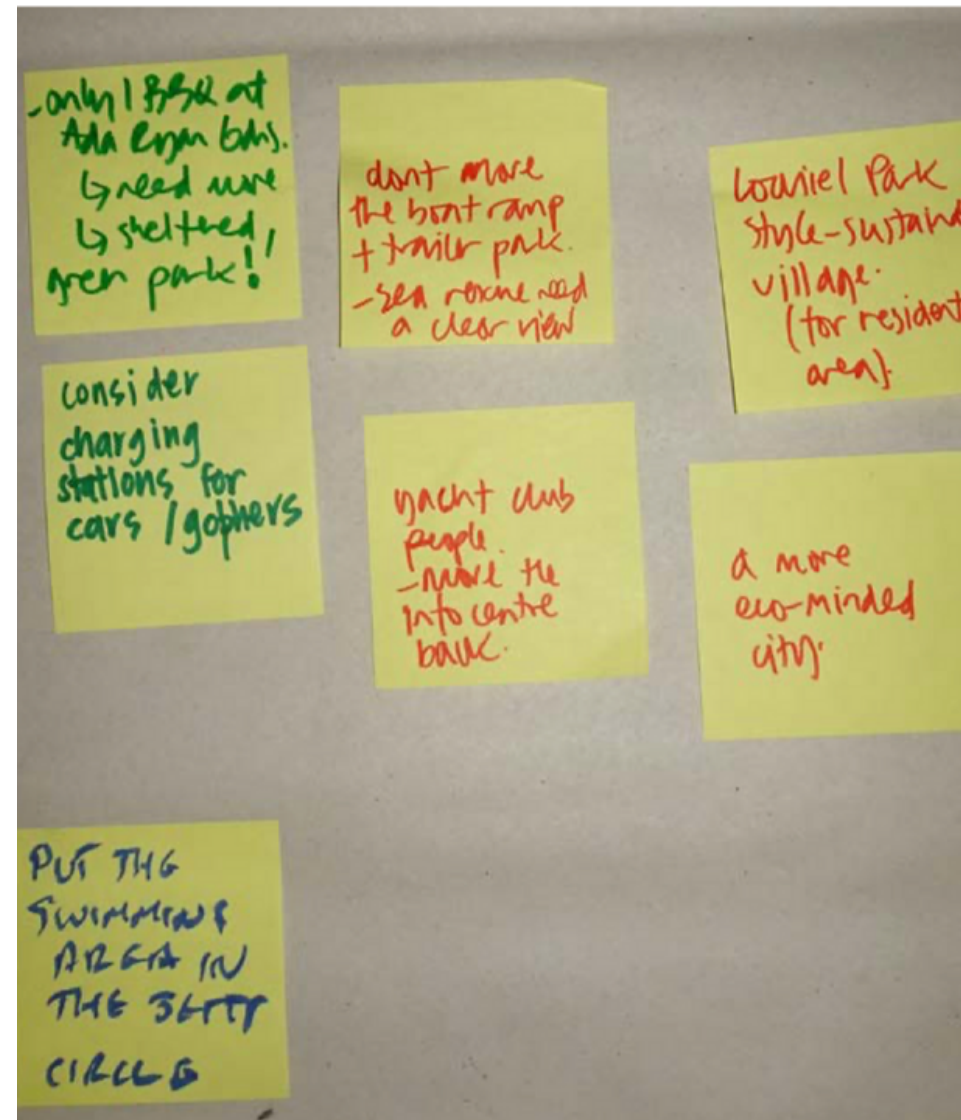 -only 1 BBQ at
Ada Ryan Gdns.
↳ need more
↳ sheltered,
green park!
consider
charging
stations for
cars / gophers
PUT THE
SWIMMING
AREA IN
THE JETTY
CIRCLE
dont move
the boat ramp
+ trailer park.
-sea rescue need
a clear view
yacht club
people
-move the
info centre
back.
Park
style-sustaina
village.
(for resident
area).
a more
eco-minded
city.